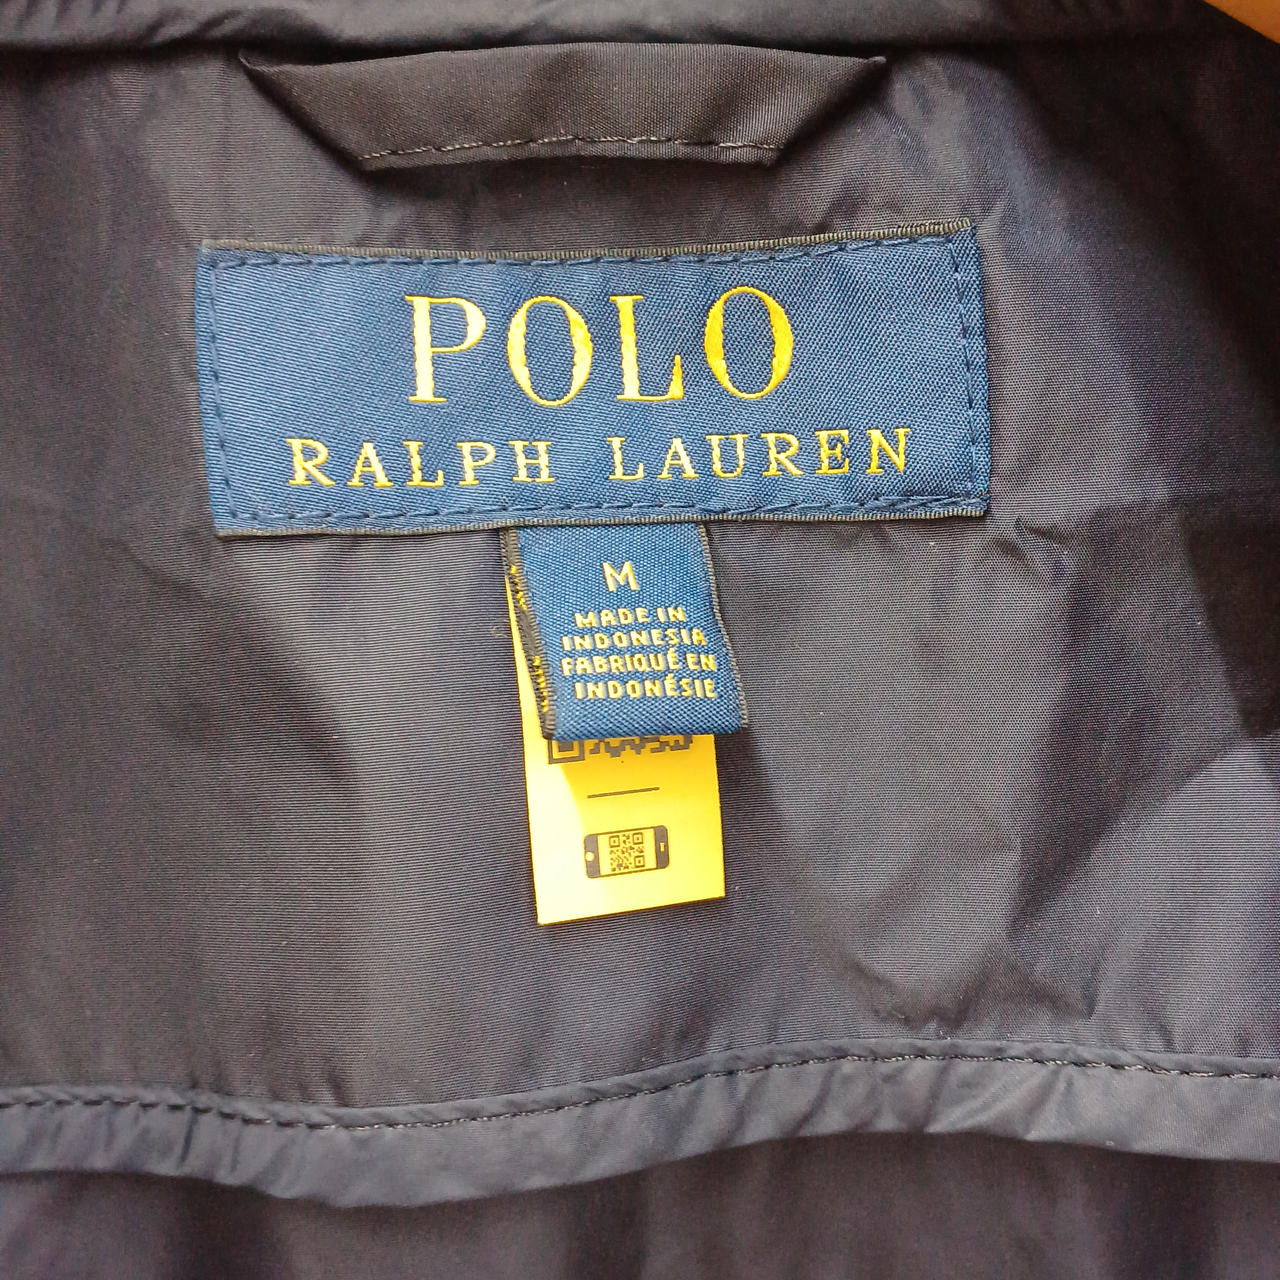 POLO
RALPH LAUREN
M
MADE IN
INDONESIA
FABRIQUÉ EN
INDONÉSIE